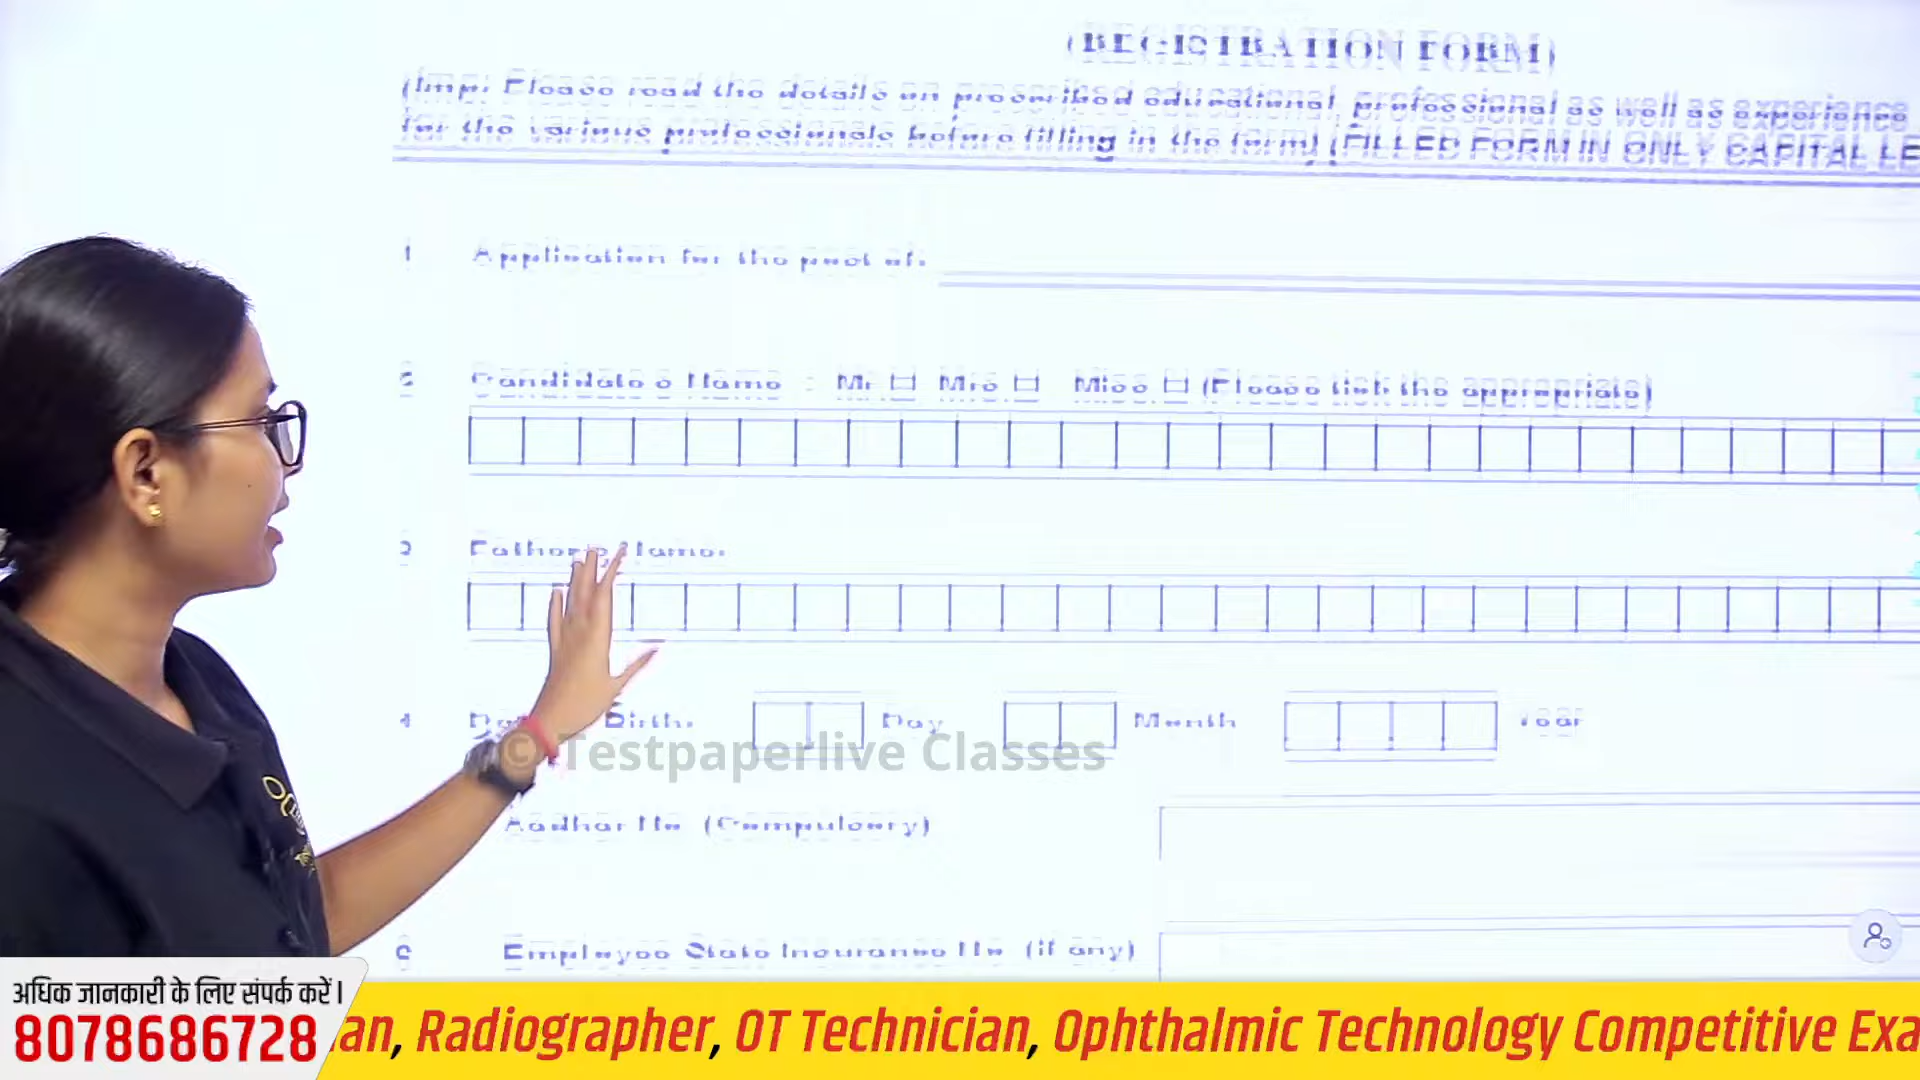 (REGISTRATION FORM)
(Imp: Please read the details on prescribed educational, professional as well as experience
for the various professionals before filling in the form) (FILLED FORM IN ONLY CAPITAL LE
1 Application for the post of:
2 Candidate's Name : Mr. Mrs. Miss. (Please tick the appropriate)
3 Father's Name:
4 Birth: Day Month Year
© Testpaperlive Classes
Aadhar No (Compulsory)
Employee State Insurance No (if any)
अधिक जानकारी के लिए संपर्क करें।
8078686728
an, Radiographer, OT Technician, Ophthalmic Technology Competitive Exa